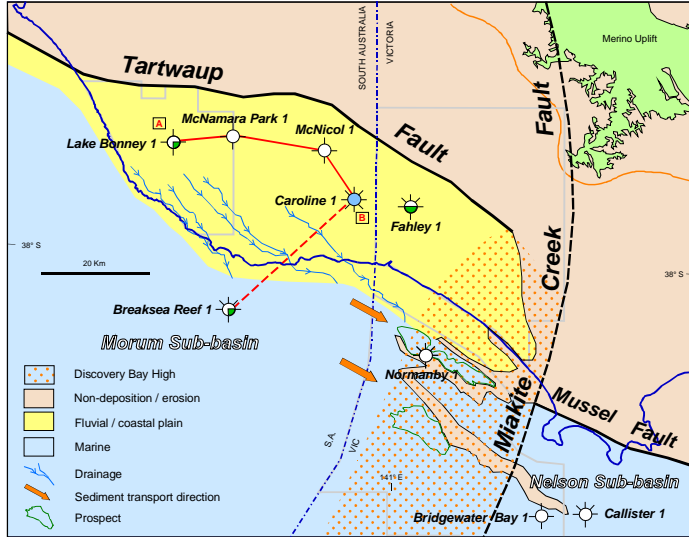 SOUTH AUSTRALIA
VICTORIA
Merino Uplift
Tartwaup
Fault
Fault
Creek
Miakite
A
McNamara Park 1
McNicol 1
Lake Bonney 1
Caroline 1
B
Fahley 1
38° S
38° S
20 Km
Breaksea Reef 1
Morum Sub-basin
Normanby 1
Discovery Bay High
Non-deposition / erosion
Fluvial / coastal plain
Marine
Drainage
Sediment transport direction
Prospect
S.A.
VIC
141° E
Mussel
Fault
Nelson Sub-basin
Bridgewater Bay 1
Callister 1